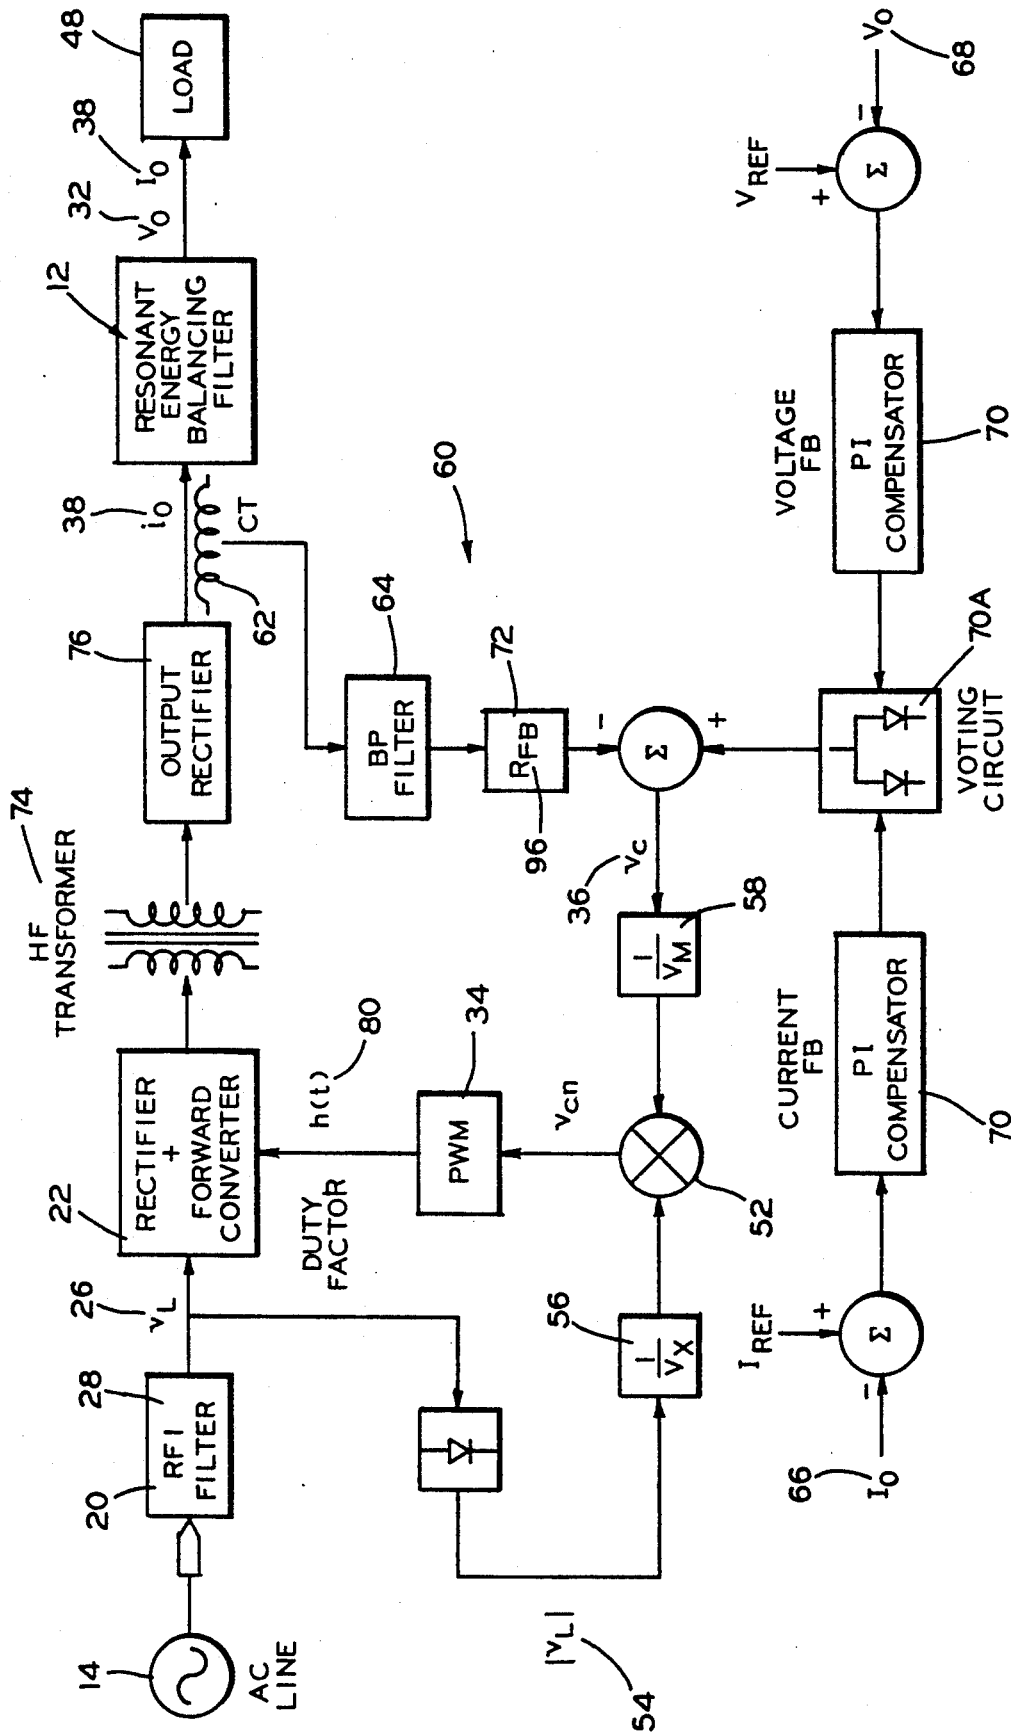 14
AC
LINE
20
28
RFI
FILTER
26
vL
22
RECTIFIER
+
FORWARD
CONVERTER
HF
TRANSFORMER
74
76
OUTPUT
RECTIFIER
38
i0
62
CT
12
RESONANT
ENERGY
BALANCING
FILTER
32
V0
38
I0
48
LOAD
DUTY
FACTOR
h(t)
80
34
PWM
vcn
64
BP
FILTER
60
72
RFB
96
|vL|
54
56
1
VX
52
1
VM
58
36
vc
Σ
-
+
66
I0
IREF
+
-
Σ
CURRENT
FB
PI
COMPENSATOR
70
VOTING
CIRCUIT
70A
VOLTAGE
FB
PI
COMPENSATOR
70
VREF
+
-
Σ
V0
68